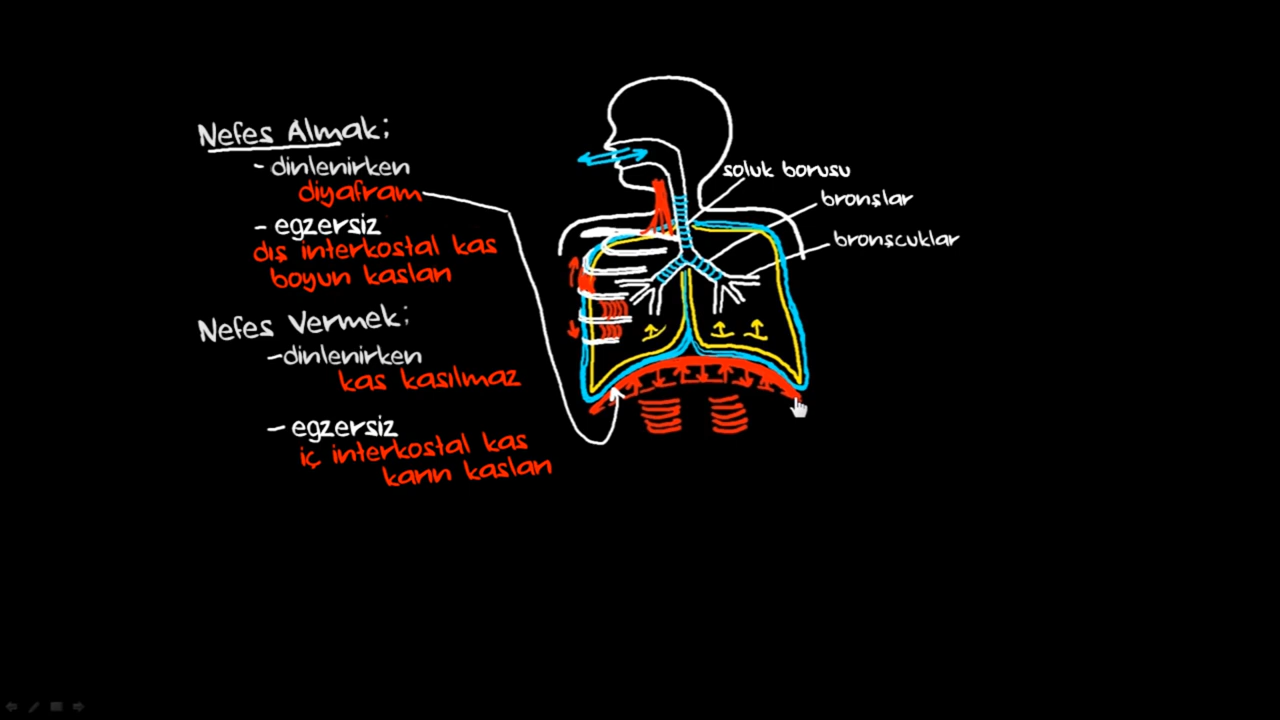 Nefes Almak;
- dinlenirken
diyafram
- egzersiz
dış interkostal kas
boyun kasları
Nefes Vermek;
-dinlenirken
kas kasılmaz
- egzersiz
iç interkostal kas
karın kasları
soluk borusu
bronşlar
bronşcuklar